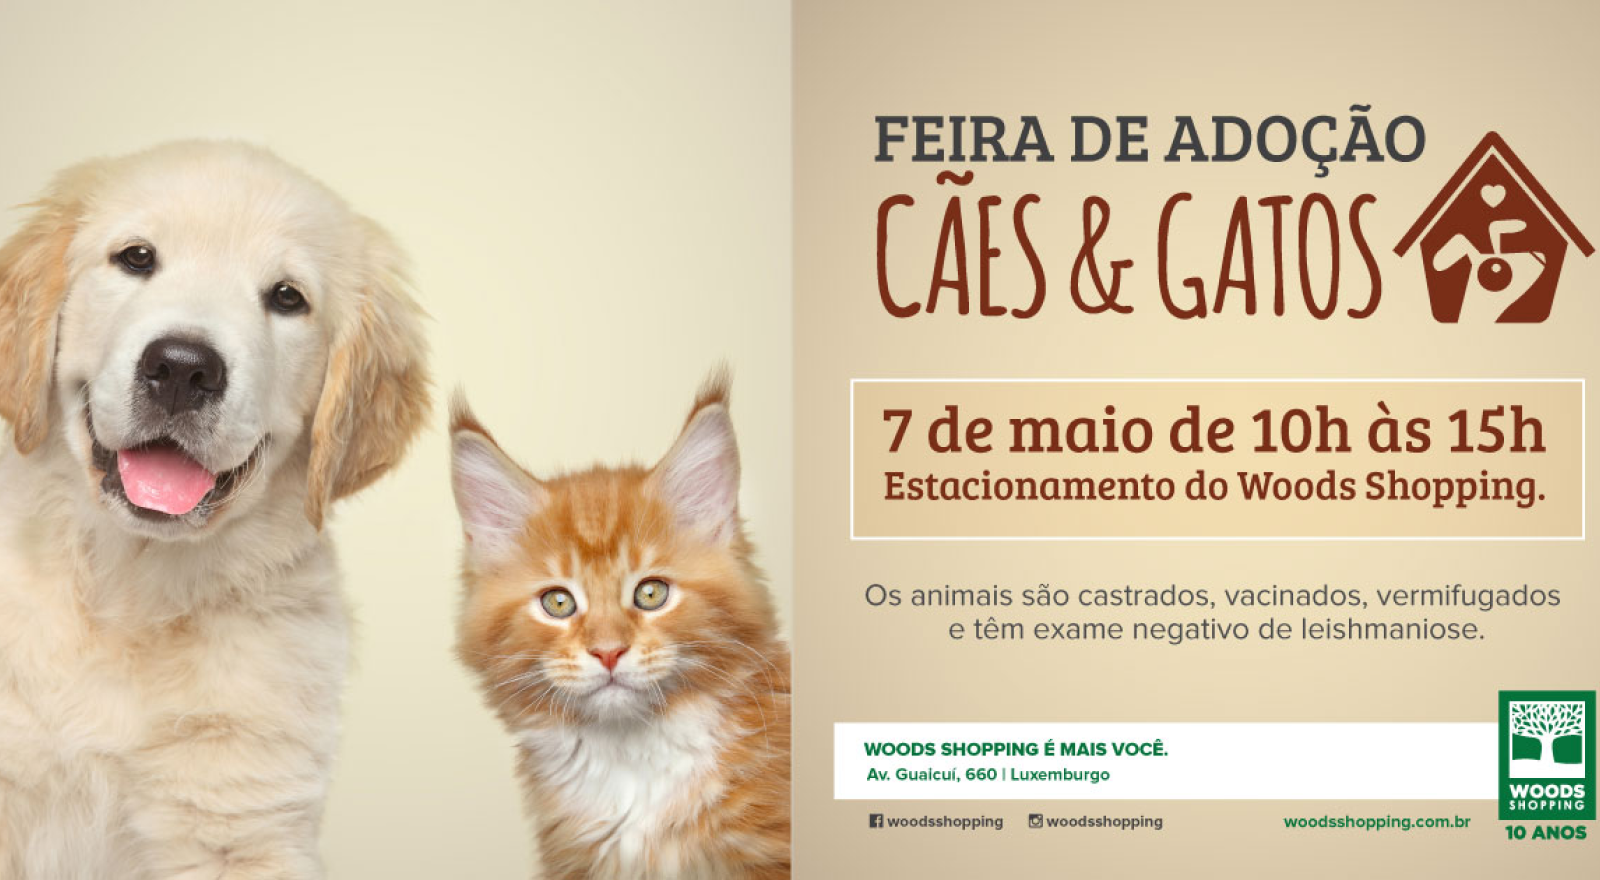 FEIRA DE ADOÇÃO
CÃES & GATOS
7 de maio de 10h às 15h
Estacionamento do Woods Shopping.
Os animais são castrados, vacinados, vermifugados
e têm exame negativo de leishmaniose.
WOODS SHOPPING É MAIS VOCÊ.
Av. Guaicuí, 660 | Luxemburgo
woodsshopping woodsshopping woodsshopping.com.br
WOODS
SHOPPING
10 ANOS